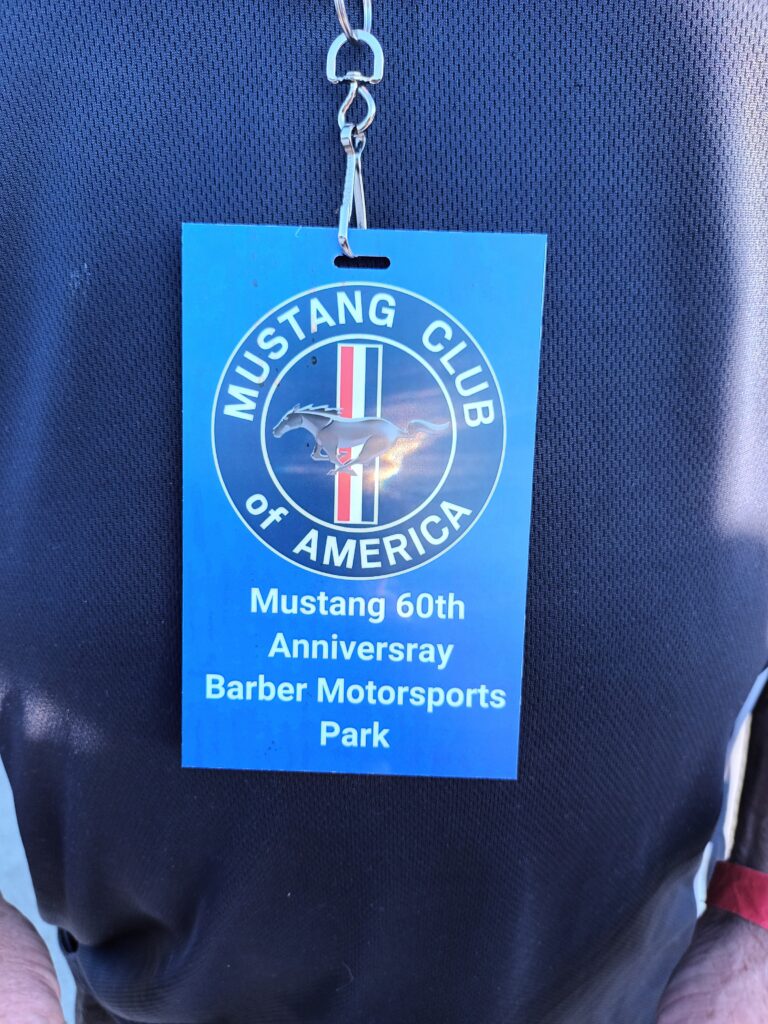 MUSTANG CLUB
of AMERICA
Mustang 60th
Anniversray
Barber Motorsports
Park